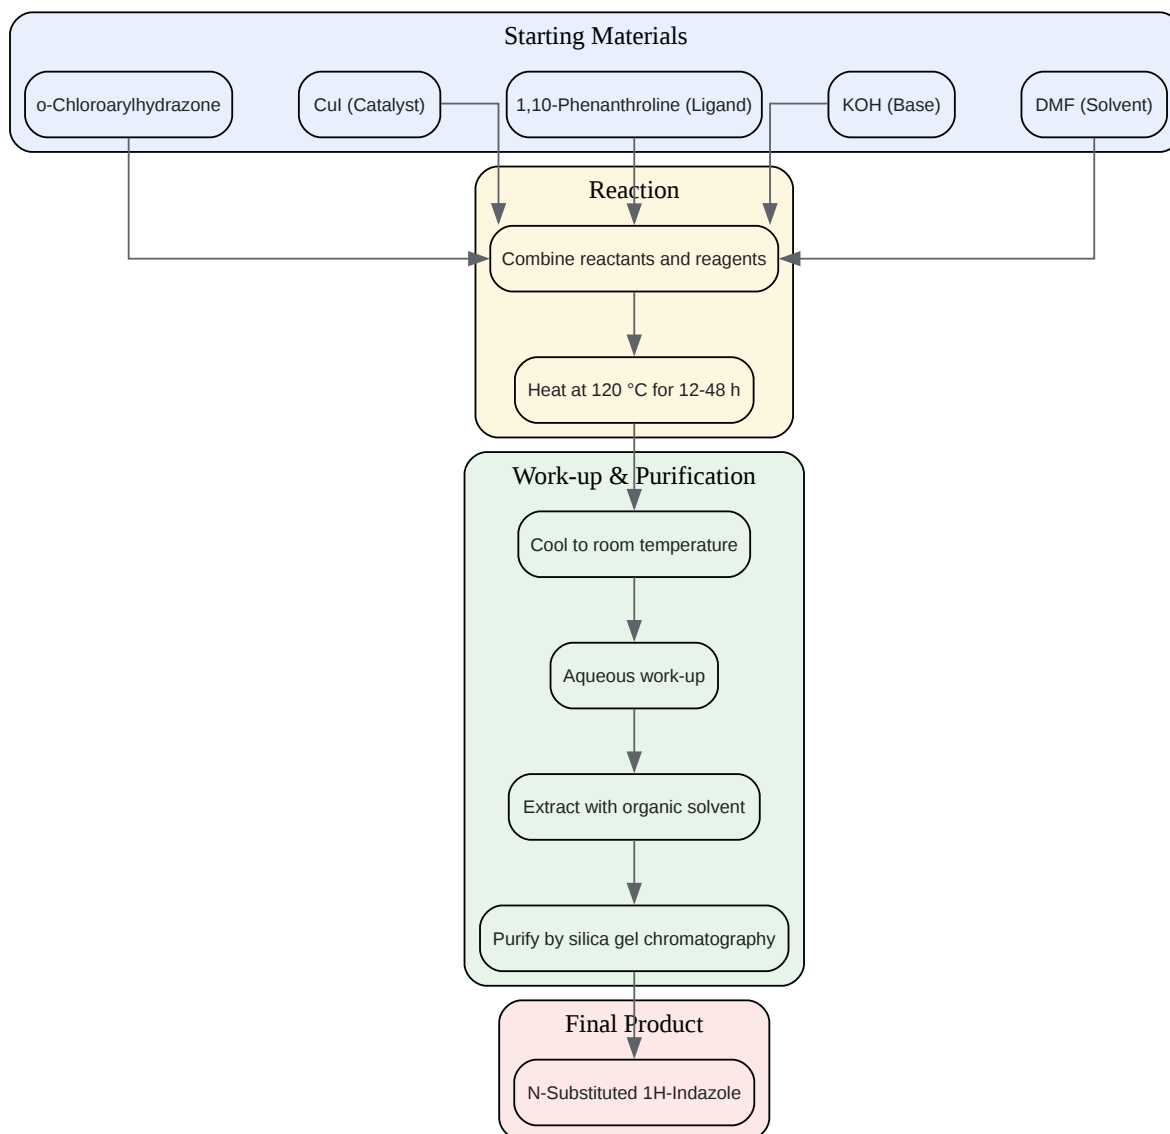 Starting Materials
o-Chloroarylhydrazone
CuI (Catalyst)
1,10-Phenanthroline (Ligand)
KOH (Base)
DMF (Solvent)
Reaction
Combine reactants and reagents
Heat at 120 °C for 12-48 h
Work-up & Purification
Cool to room temperature
Aqueous work-up
Extract with organic solvent
Purify by silica gel chromatography
Final Product
N-Substituted 1H-Indazole